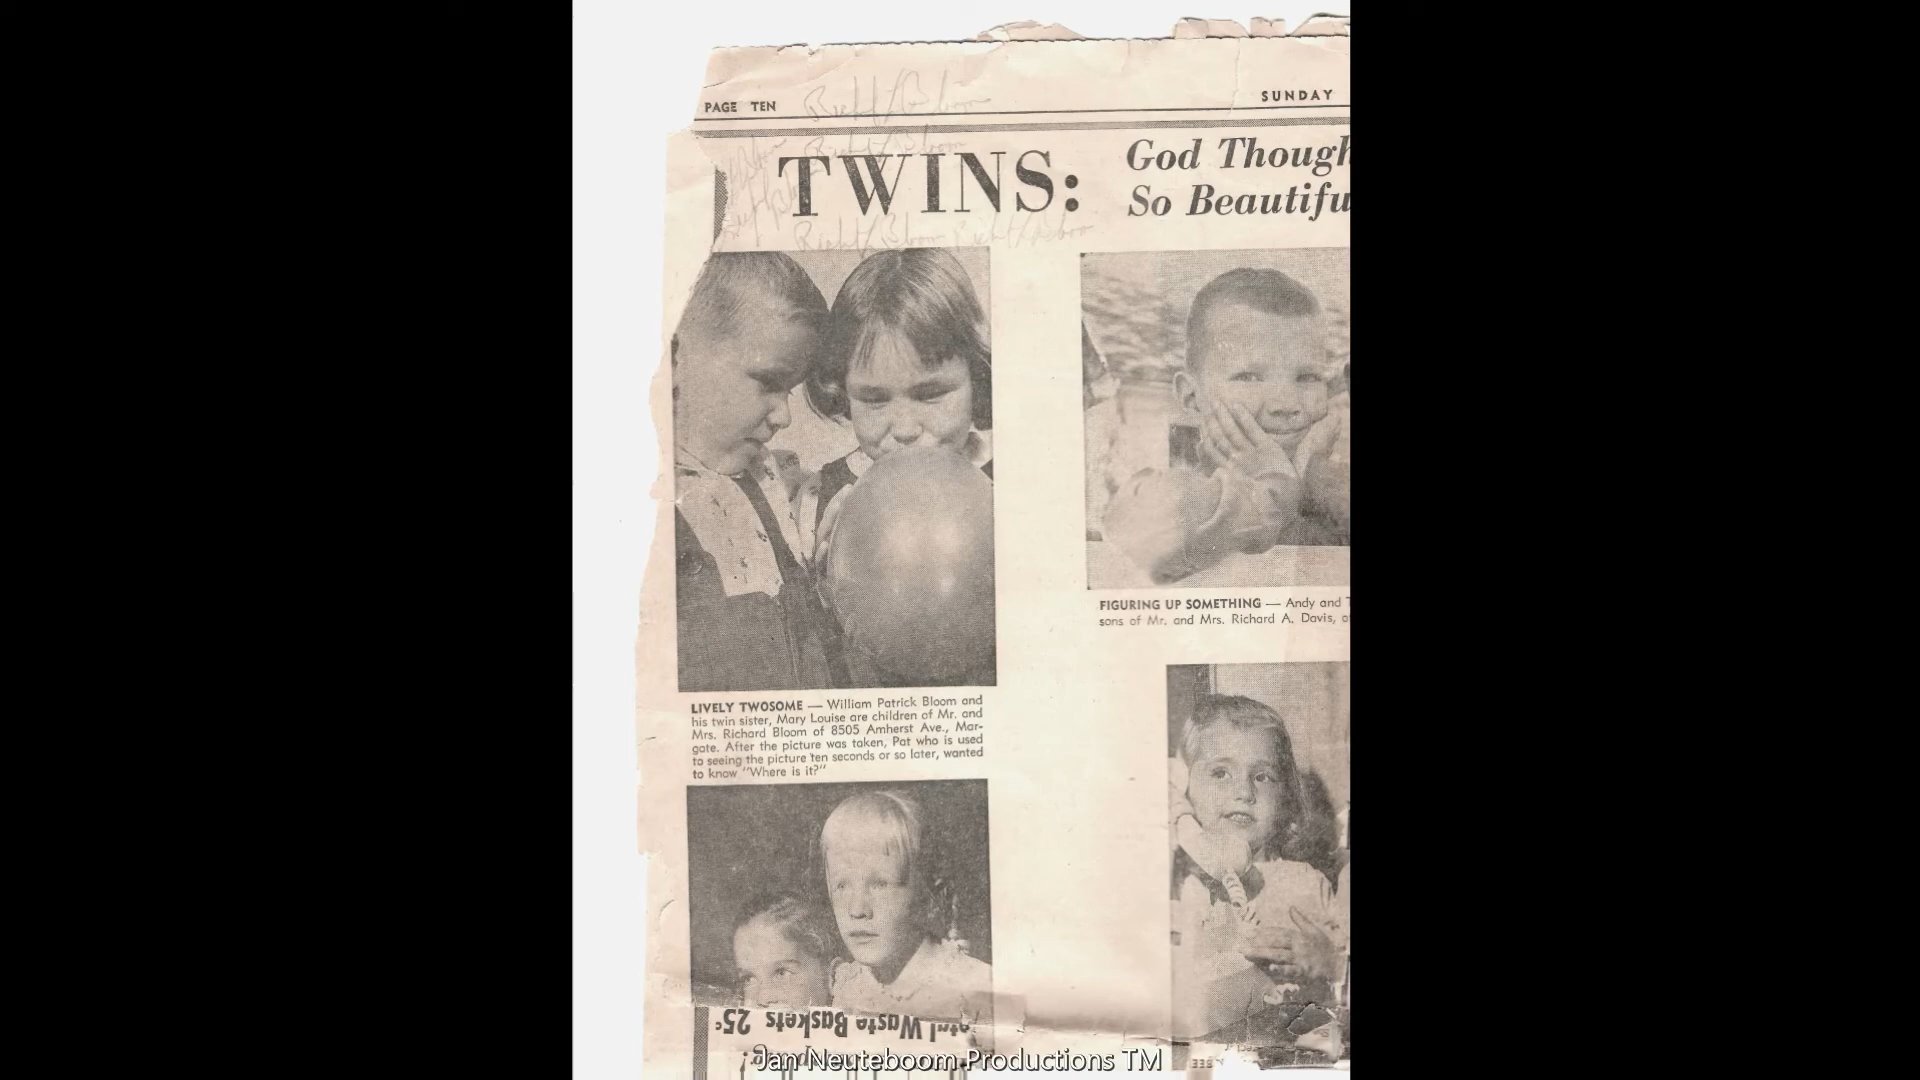 PAGE TEN
SUNDAY
Bloom
TWINS:
God Though
So Beautifu
LIVELY TWOSOME — William Patrick Bloom and
his twin sister, Mary Louise are children of Mr. and
Mrs. Richard Bloom of 8505 Amherst Ave., Mar-
gate. After the picture was taken, Pat who is used
to seeing the picture ten seconds or so later, wanted
to know "Where is it?"
FIGURING UP SOMETHING — Andy and T
sons of Mr. and Mrs. Richard A. Davis, o
Waste Baskets 25¢
Jan Neuteboom Productions TM